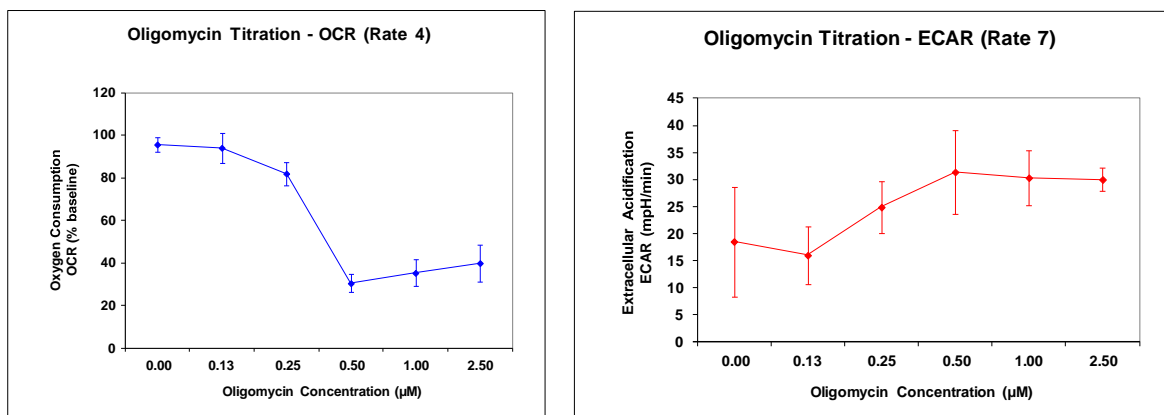 Oligomycin Titration - OCR (Rate 4)
Oxygen Consumption
OCR (% baseline)
120
100
80
60
40
20
0
0.00 0.13 0.25 0.50 1.00 2.50
Oligomycin Concentration (µM)
Oligomycin Titration - ECAR (Rate 7)
Extracellular Acidification
ECAR (mpH/min)
45
40
35
30
25
20
15
10
5
0
0.00 0.13 0.25 0.50 1.00 2.50
Oligomycin Concentration (µM)